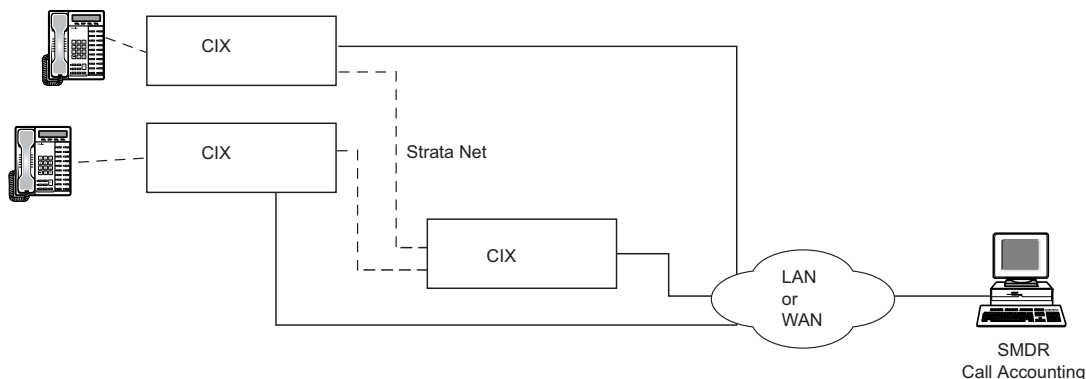 CIX
CIX
Strata Net
CIX
LAN
or
WAN
SMDR
Call Accounting